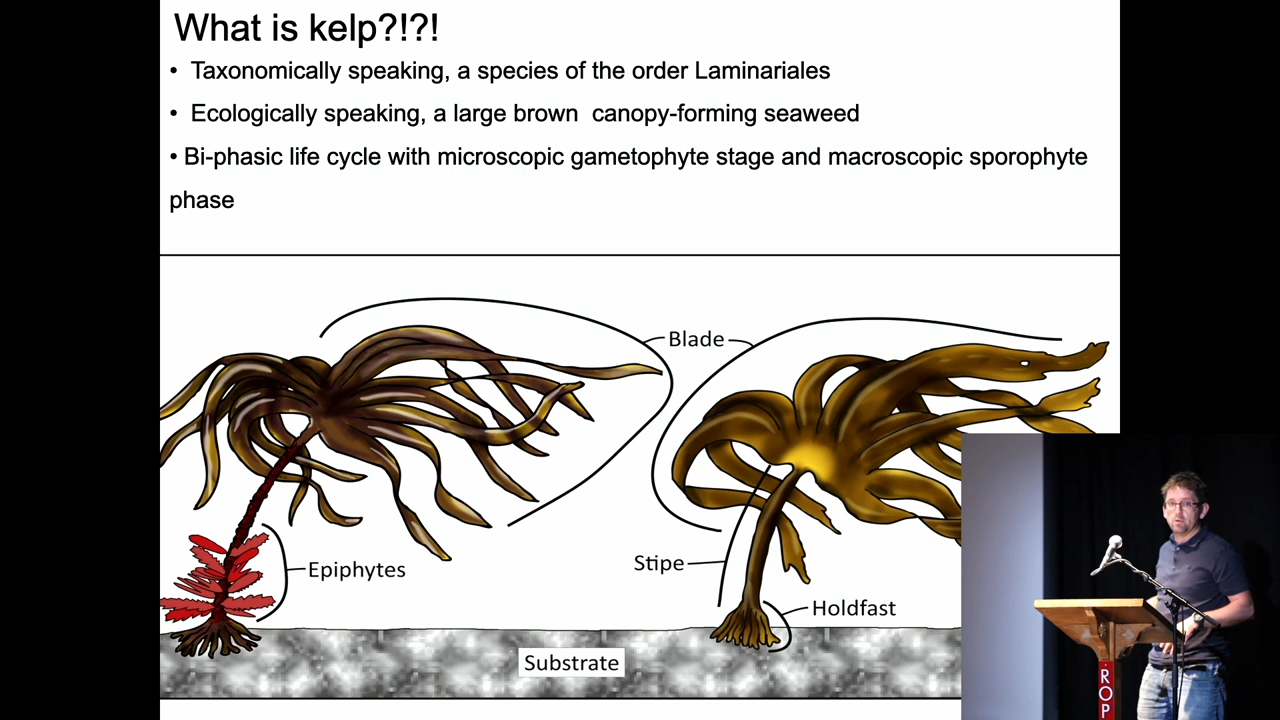 What is kelp?!?!
• Taxonomically speaking, a species of the order Laminariales
• Ecologically speaking, a large brown  canopy-forming seaweed
• Bi-phasic life cycle with microscopic gametophyte stage and macroscopic sporophyte
phase
Blade
Epiphytes
Stipe
Holdfast
Substrate
ROP